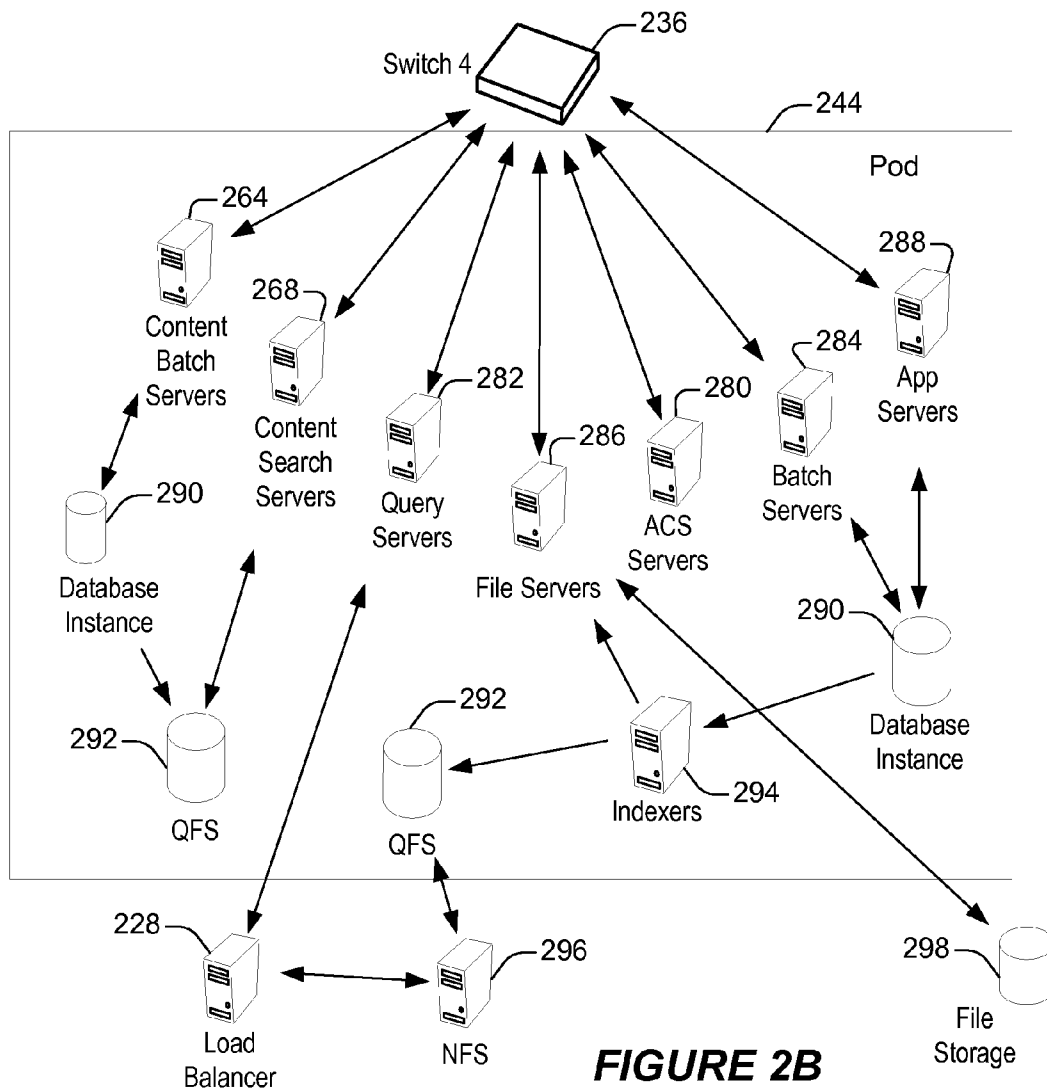 236
Switch 4
244
Pod
264
288
268
284
Content
Batch
Servers
282
280
App
Servers
Content
Search
Servers
286
290
Query
Servers
ACS
Servers
Batch
Servers
Database
Instance
File Servers
290
292
292
Database
Instance
294
Indexers
QFS
QFS
228
296
298
Load
Balancer
NFS
File
Storage
FIGURE 2B